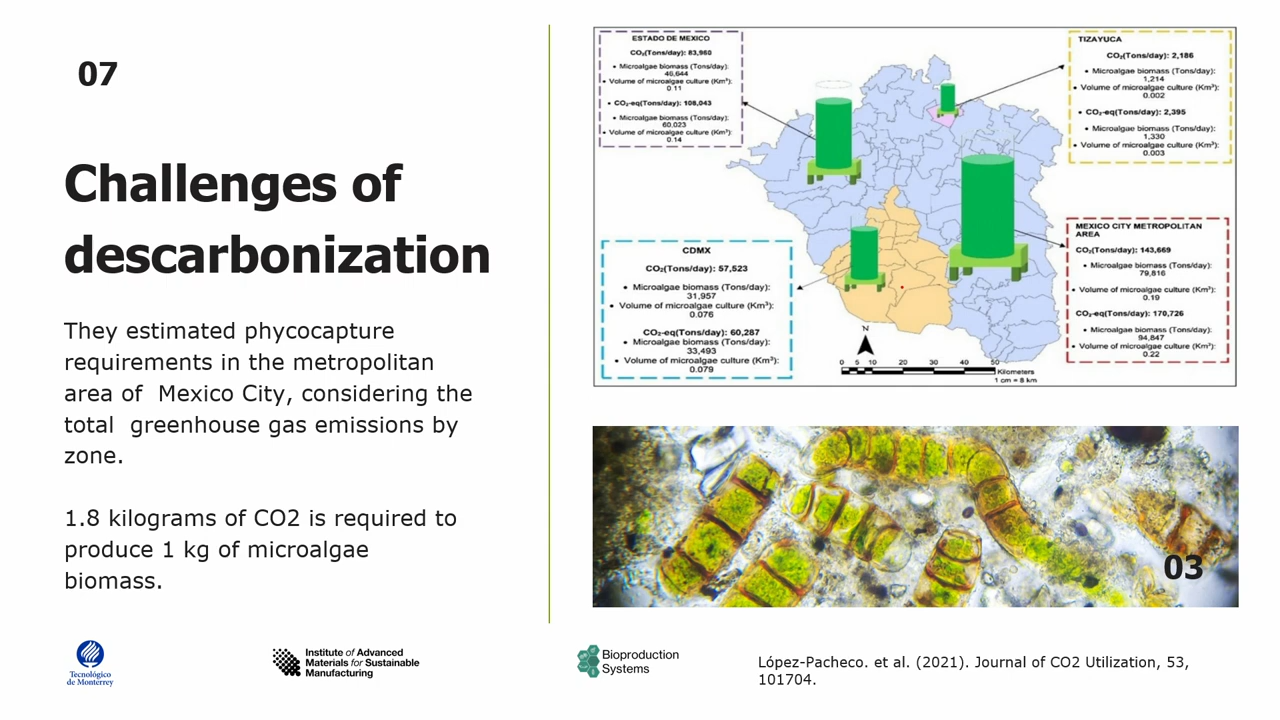 07
Challenges of
descarbonization
They estimated phycocapture
requirements in the metropolitan
area of  Mexico City, considering the
total  greenhouse gas emissions by
zone.
1.8 kilograms of CO2 is required to
produce 1 kg of microalgae
biomass.
ESTADO DE MEXICO
CO₂(Tons/day): 83,960
• Microalgae biomass (Tons/day):
46,644
• Volume of microalgae culture (Km³):
0.11
• CO₂-eq(Tons/day): 108,043
• Microalgae biomass (Tons/day):
60,023
• Volume of microalgae culture (Km³):
0.14
TIZAYUCA
CO₂(Tons/day): 2,186
• Microalgae biomass (Tons/day):
1,214
• Volume of microalgae culture (Km³):
0.002
• CO₂-eq(Tons/day): 2,395
• Microalgae biomass (Tons/day):
1,330
• Volume of microalgae culture (Km³):
0.003
CDMX
CO₂(Tons/day): 57,523
• Microalgae biomass (Tons/day):
31,957
• Volume of microalgae culture (Km³):
0.076
CO₂-eq(Tons/day): 60,287
• Microalgae biomass (Tons/day):
33,493
• Volume of microalgae culture (Km³):
0.079
MEXICO CITY METROPOLITAN
AREA
CO₂(Tons/day): 143,669
• Microalgae biomass (Tons/day):
79,816
• Volume of microalgae culture (Km³):
0.19
CO₂-eq(Tons/day): 170,726
• Microalgae biomass (Tons/day):
94,847
• Volume of microalgae culture (Km³):
0.22
N
0 5 10 20 30 40 50
Kilometers
1 cm = 8 km
03
Tecnológico
de Monterrey
Institute of Advanced
Materials for Sustainable
Manufacturing
Bioproduction
Systems
López-Pacheco. et al. (2021). Journal of CO2 Utilization, 53,
101704.